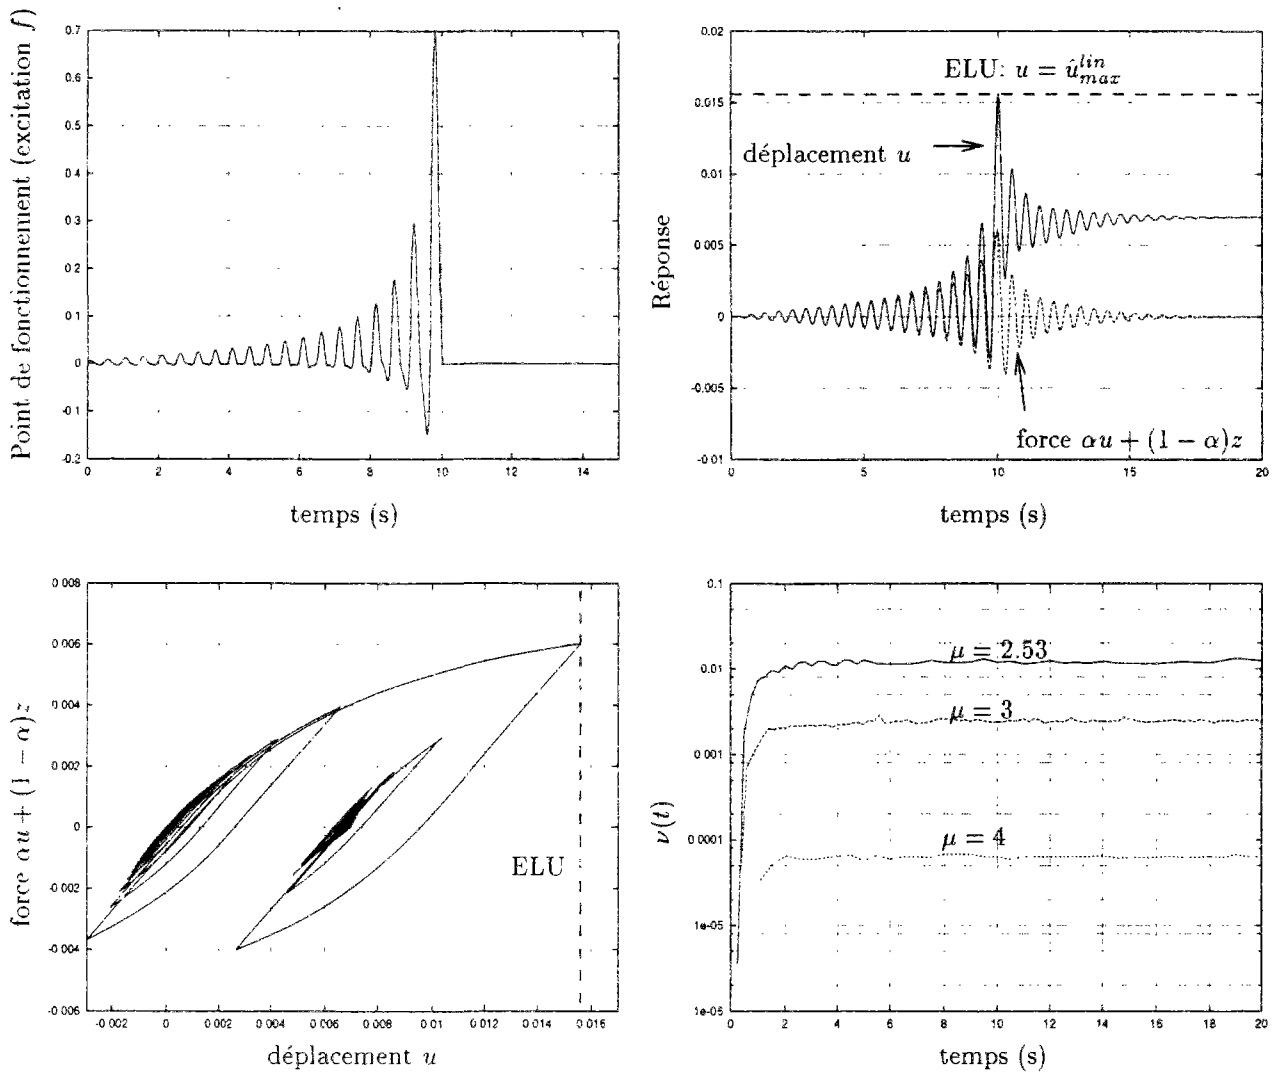 Point de fonctionnement (excitation f)
0.7
0.6
0.5
0.4
0.3
0.2
0.1
0
-0.1
-0.2
0 2 4 6 8 10 12 14
temps (s)
Réponse
0.02
0.015
0.01
0.005
0
-0.005
-0.01
ELU: u = û_{max}^{lin}
déplacement u
force αu + (1 − α)z
0 5 10 15 20
temps (s)
force αu + (1 − α)z
0 008
0 006
0 004
0 002
0
-0 002
-0 004
-0 006
ELU
-0 002 0 0 002 0 004 0 006 0 008 0 01 0 012 0 014 0 016
déplacement u
ν(t)
0.1
0.01
0.001
0 0001
1e-05
1e-05
μ = 2.53
μ = 3
μ = 4
0 2 4 6 8 10 12 14 16 18 20
temps (s)